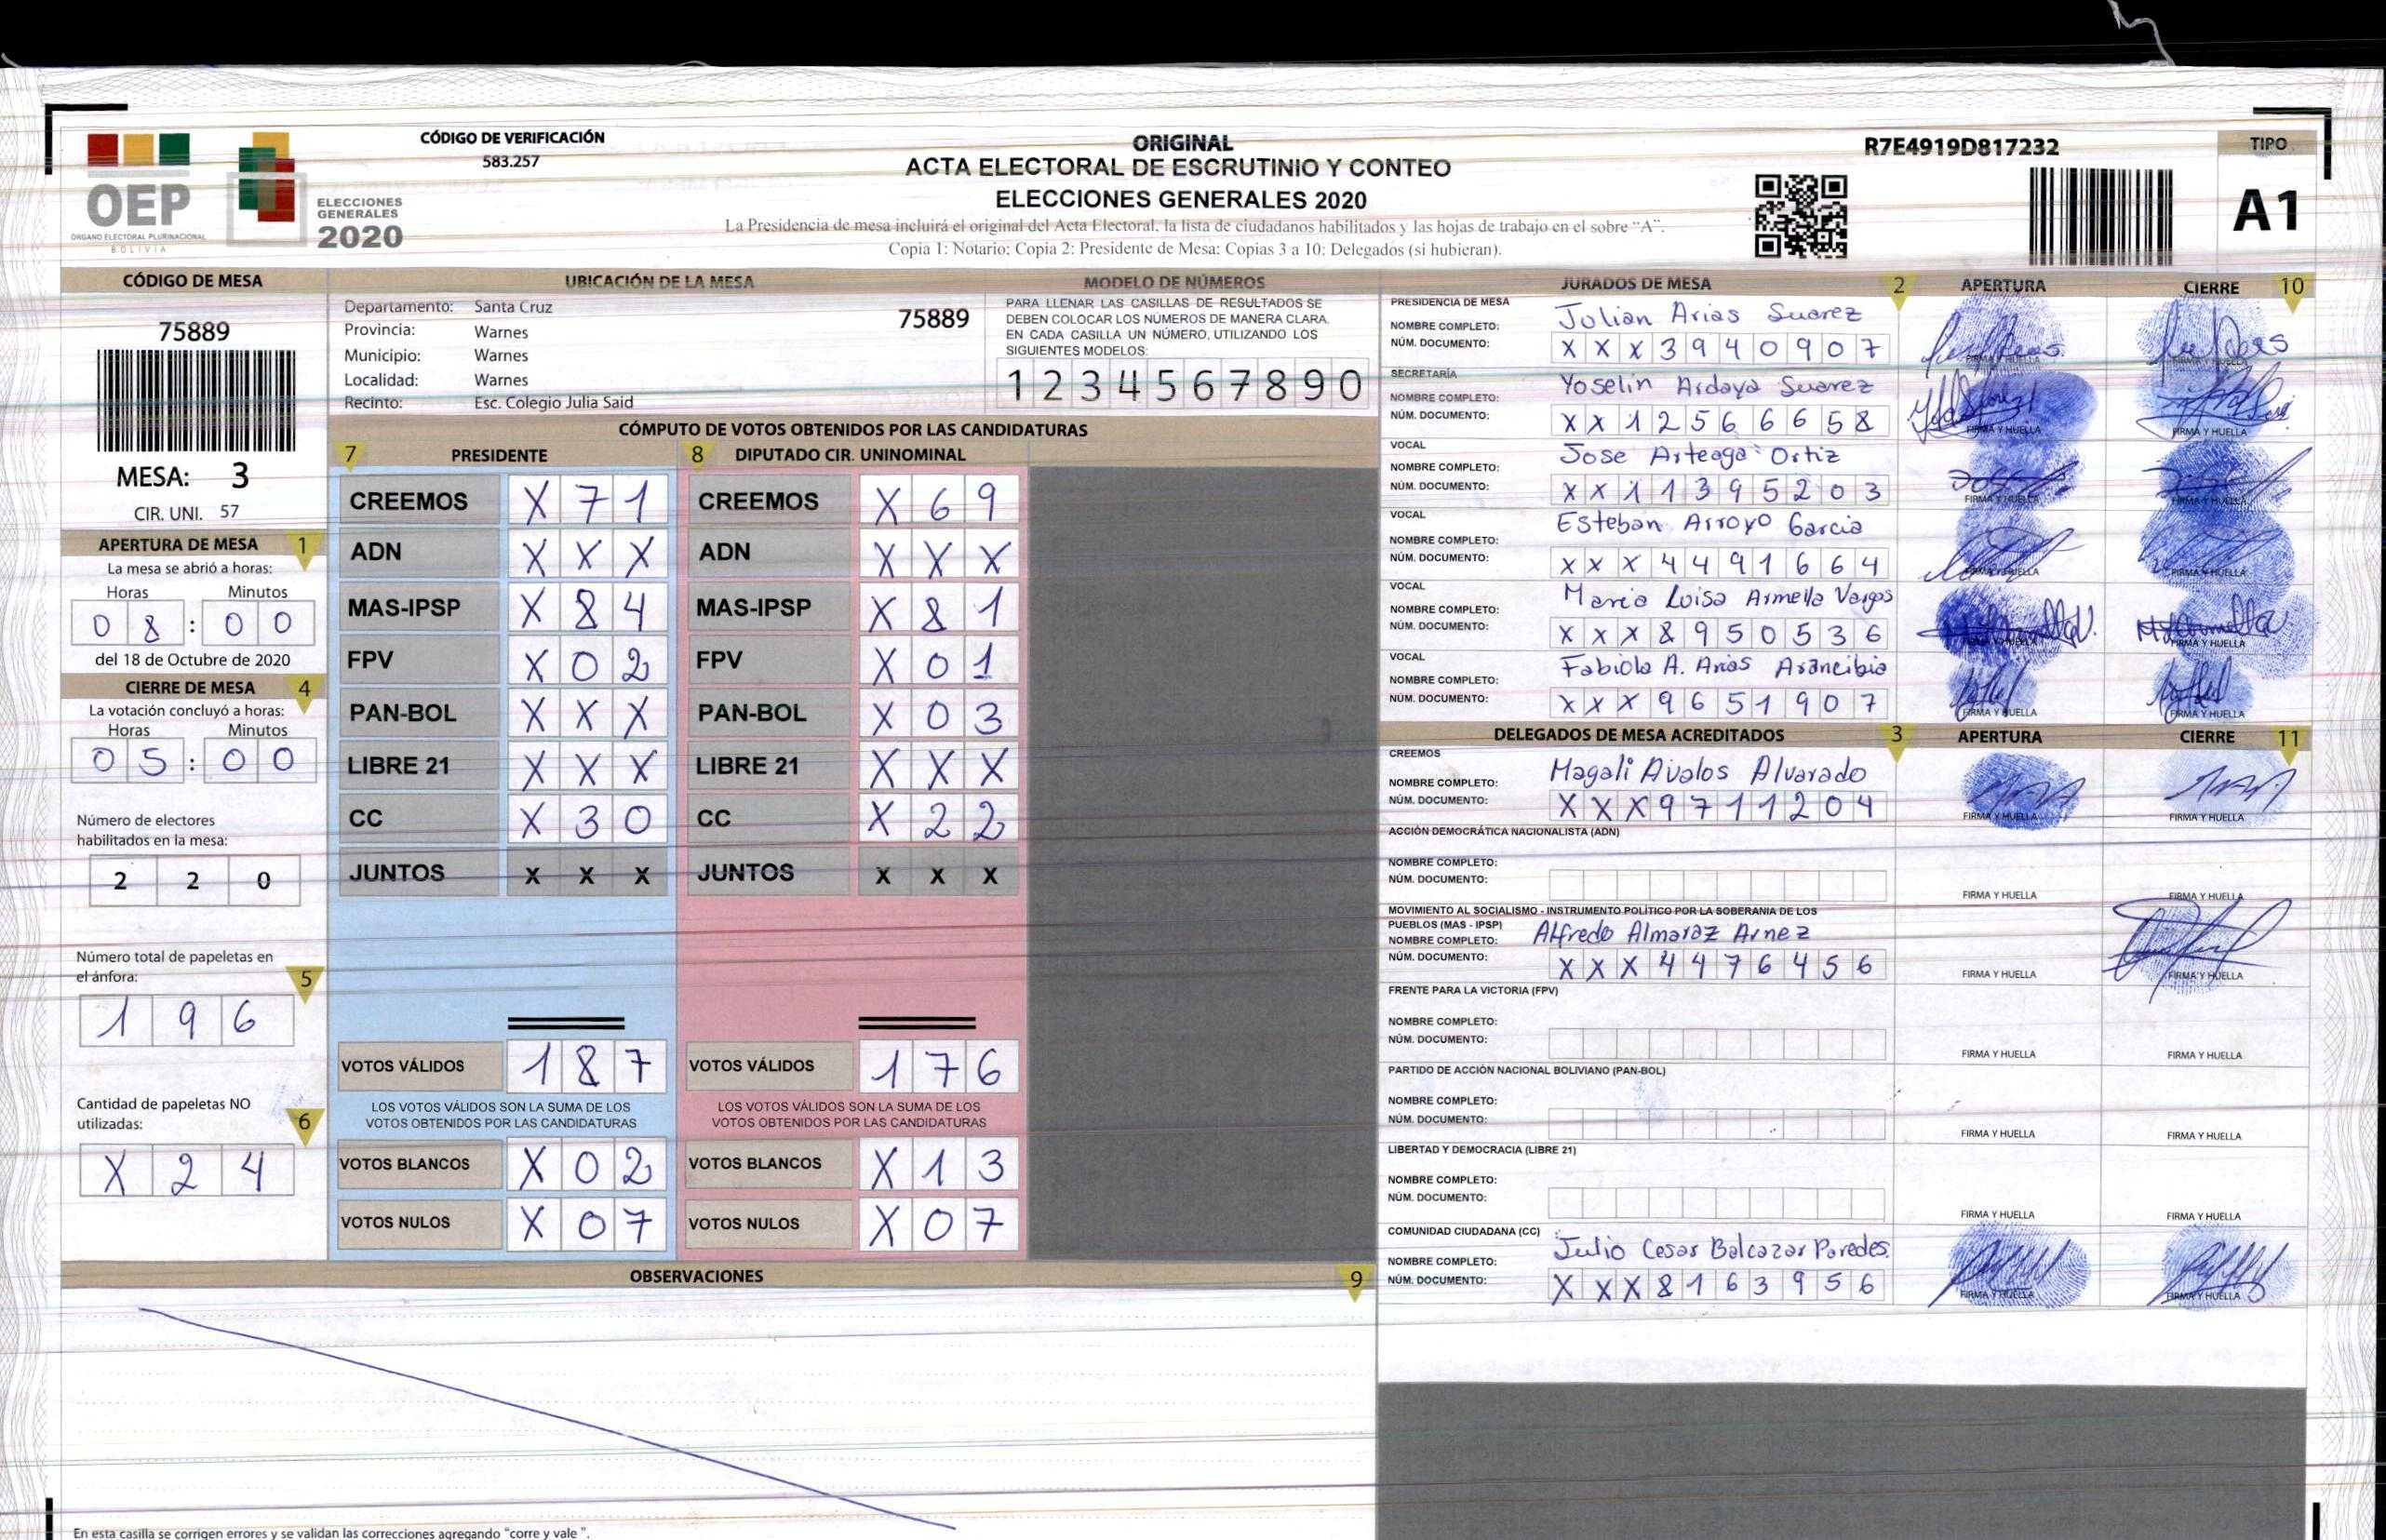 CÓDIGO DE VERIFICACIÓN
583.257
OEP
ÓRGANO ELECTORAL PLURINACIONAL
BOLIVIA
ELECCIONES
GENERALES
2020
ORIGINAL
ACTA ELECTORAL DE ESCRUTINIO Y CONTEO
ELECCIONES GENERALES 2020
La Presidencia de mesa incluirá el original del Acta Electoral, la lista de ciudadanos habilitados y las hojas de trabajo en el sobre "A".
Copia 1: Notario; Copia 2: Presidente de Mesa; Copias 3 a 10: Delegados (si hubieran).
R7E4919D817232
TIPO
A1
CÓDIGO DE MESA
75889
MESA: 3
CIR. UNI. 57
UBICACIÓN DE LA MESA
Departamento: Santa Cruz
Provincia: Warnes
Municipio: Warnes
Localidad: Warnes
Recinto: Esc. Colegio Julia Said
75889
MODELO DE NÚMEROS
PARA LLENAR LAS CASILLAS DE RESULTADOS SE
DEBEN COLOCAR LOS NÚMEROS DE MANERA CLARA.
EN CADA CASILLA UN NÚMERO, UTILIZANDO LOS
SIGUIENTES MODELOS:
1 2 3 4 5 6 7 8 9 0
APERTURA DE MESA 1
La mesa se abrió a horas:
Horas Minutos
0 8 : 0 0
del 18 de Octubre de 2020
CIERRE DE MESA 4
La votación concluyó a horas:
Horas Minutos
0 5 : 0 0
Número de electores
habilitados en la mesa:
2 2 0
Número total de papeletas en
el ánfora: 5
1 9 6
Cantidad de papeletas NO
utilizadas: 6
X 2 4
CÓMPUTO DE VOTOS OBTENIDOS POR LAS CANDIDATURAS
7 PRESIDENTE
CREEMOS X 7 1
ADN X X X
MAS-IPSP X 8 4
FPV X 0 2
PAN-BOL X X X
LIBRE 21 X X X
CC X 3 0
JUNTOS X X X
VOTOS VÁLIDOS 1 8 7
LOS VOTOS VÁLIDOS SON LA SUMA DE LOS
VOTOS OBTENIDOS POR LAS CANDIDATURAS
VOTOS BLANCOS X 0 2
VOTOS NULOS X 0 7
8 DIPUTADO CIR. UNINOMINAL
CREEMOS X 6 9
ADN X X X
MAS-IPSP X 8 1
FPV X 0 1
PAN-BOL X 0 3
LIBRE 21 X X X
CC X 2 2
JUNTOS X X X
VOTOS VÁLIDOS 1 7 6
LOS VOTOS VÁLIDOS SON LA SUMA DE LOS
VOTOS OBTENIDOS POR LAS CANDIDATURAS
VOTOS BLANCOS X 1 3
VOTOS NULOS X 0 7
OBSERVACIONES 9
En esta casilla se corrigen errores y se validan las correcciones agregando "corre y vale".
JURADOS DE MESA 2 APERTURA CIERRE 10
PRESIDENCIA DE MESA
NOMBRE COMPLETO: Julian Arias Suarez
NÚM. DOCUMENTO: X X X 3 9 4 0 9 0 7
FIRMA Y HUELLA FIRMA Y HUELLA
SECRETARÍA
NOMBRE COMPLETO: Yoselin Ardaya Suarez
NÚM. DOCUMENTO: X X 1 2 5 6 6 6 5 8
FIRMA Y HUELLA FIRMA Y HUELLA
VOCAL
NOMBRE COMPLETO: Jose Arteaga Ortiz
NÚM. DOCUMENTO: X X 1 1 3 9 5 2 0 3
FIRMA Y HUELLA FIRMA Y HUELLA
VOCAL
NOMBRE COMPLETO: Esteban Arroyo Garcia
NÚM. DOCUMENTO: X X X 4 4 9 1 6 6 4
FIRMA Y HUELLA FIRMA Y HUELLA
VOCAL
NOMBRE COMPLETO: Maria Luisa Armella Vargas
NÚM. DOCUMENTO: X X X 8 9 5 0 5 3 6
FIRMA Y HUELLA FIRMA Y HUELLA
VOCAL
NOMBRE COMPLETO: Fabiola A. Arias Arancibia
NÚM. DOCUMENTO: X X X 9 6 5 1 9 0 7
FIRMA Y HUELLA FIRMA Y HUELLA
DELEGADOS DE MESA ACREDITADOS 3 APERTURA CIERRE 11
CREEMOS
NOMBRE COMPLETO: Magali Avalos Alvarado
NÚM. DOCUMENTO: X X X 9 7 1 1 2 0 4
FIRMA Y HUELLA FIRMA Y HUELLA
ACCIÓN DEMOCRÁTICA NACIONALISTA (ADN)
NOMBRE COMPLETO:
NÚM. DOCUMENTO:
FIRMA Y HUELLA FIRMA Y HUELLA
MOVIMIENTO AL SOCIALISMO - INSTRUMENTO POLÍTICO POR LA SOBERANIA DE LOS
PUEBLOS (MAS - IPSP)
NOMBRE COMPLETO: Alfredo Almaraz Arnez
NÚM. DOCUMENTO: X X X 4 4 7 6 4 5 6
FIRMA Y HUELLA FIRMA Y HUELLA
FRENTE PARA LA VICTORIA (FPV)
NOMBRE COMPLETO:
NÚM. DOCUMENTO:
FIRMA Y HUELLA FIRMA Y HUELLA
PARTIDO DE ACCIÓN NACIONAL BOLIVIANO (PAN-BOL)
NOMBRE COMPLETO:
NÚM. DOCUMENTO:
FIRMA Y HUELLA FIRMA Y HUELLA
LIBERTAD Y DEMOCRACIA (LIBRE 21)
NOMBRE COMPLETO:
NÚM. DOCUMENTO:
FIRMA Y HUELLA FIRMA Y HUELLA
COMUNIDAD CIUDADANA (CC)
NOMBRE COMPLETO: Julio Cesar Balcazar Paredes
NÚM. DOCUMENTO: X X X 8 1 6 3 9 5 6
FIRMA Y HUELLA FIRMA Y HUELLA